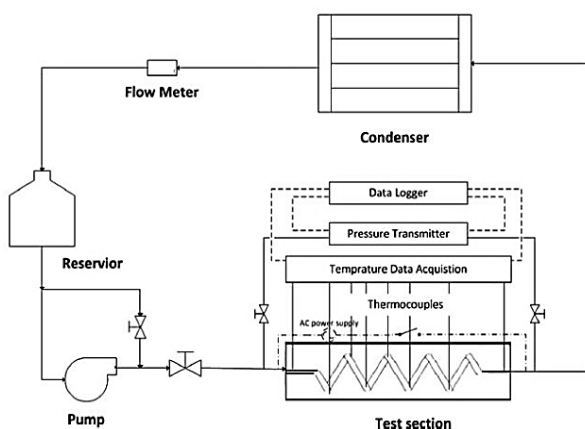 Flow Meter
Condenser
Data Logger
Pressure Transmitter
Reservior
Temprature Data Acquistion
Thermocouples
AC power supply
Pump
Test section